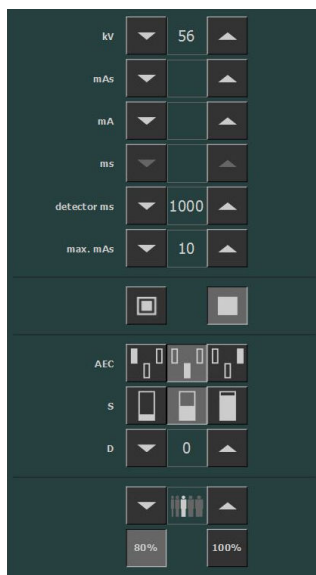 kV 56
mAs
mA
ms
detector ms 1000
max. mAs 10
AEC
S
D 0
80% 100%